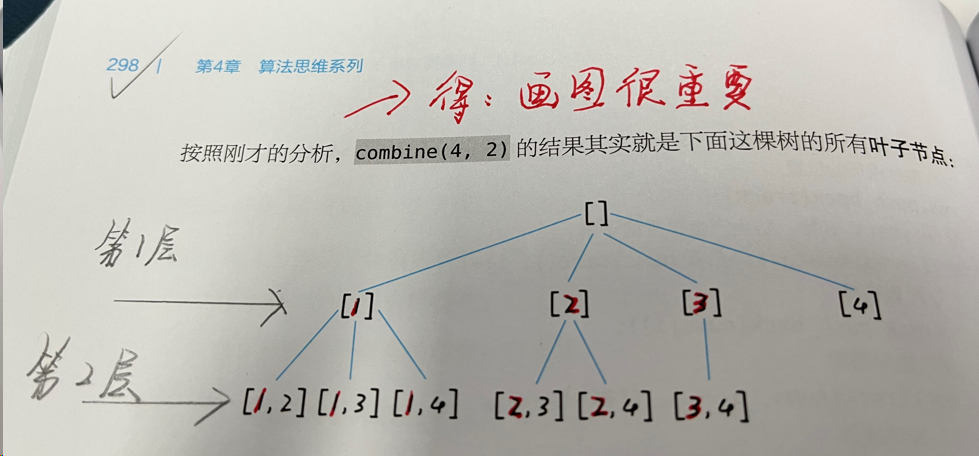 298 | 第4章 算法思维系列
→得：画图很重要
按照刚才的分析，combine(4, 2) 的结果其实就是下面这棵树的所有叶子节点：
[]
第1层
[1] [2] [3] [4]
第2层
[1,2] [1,3] [1,4] [2,3] [2,4] [3,4]